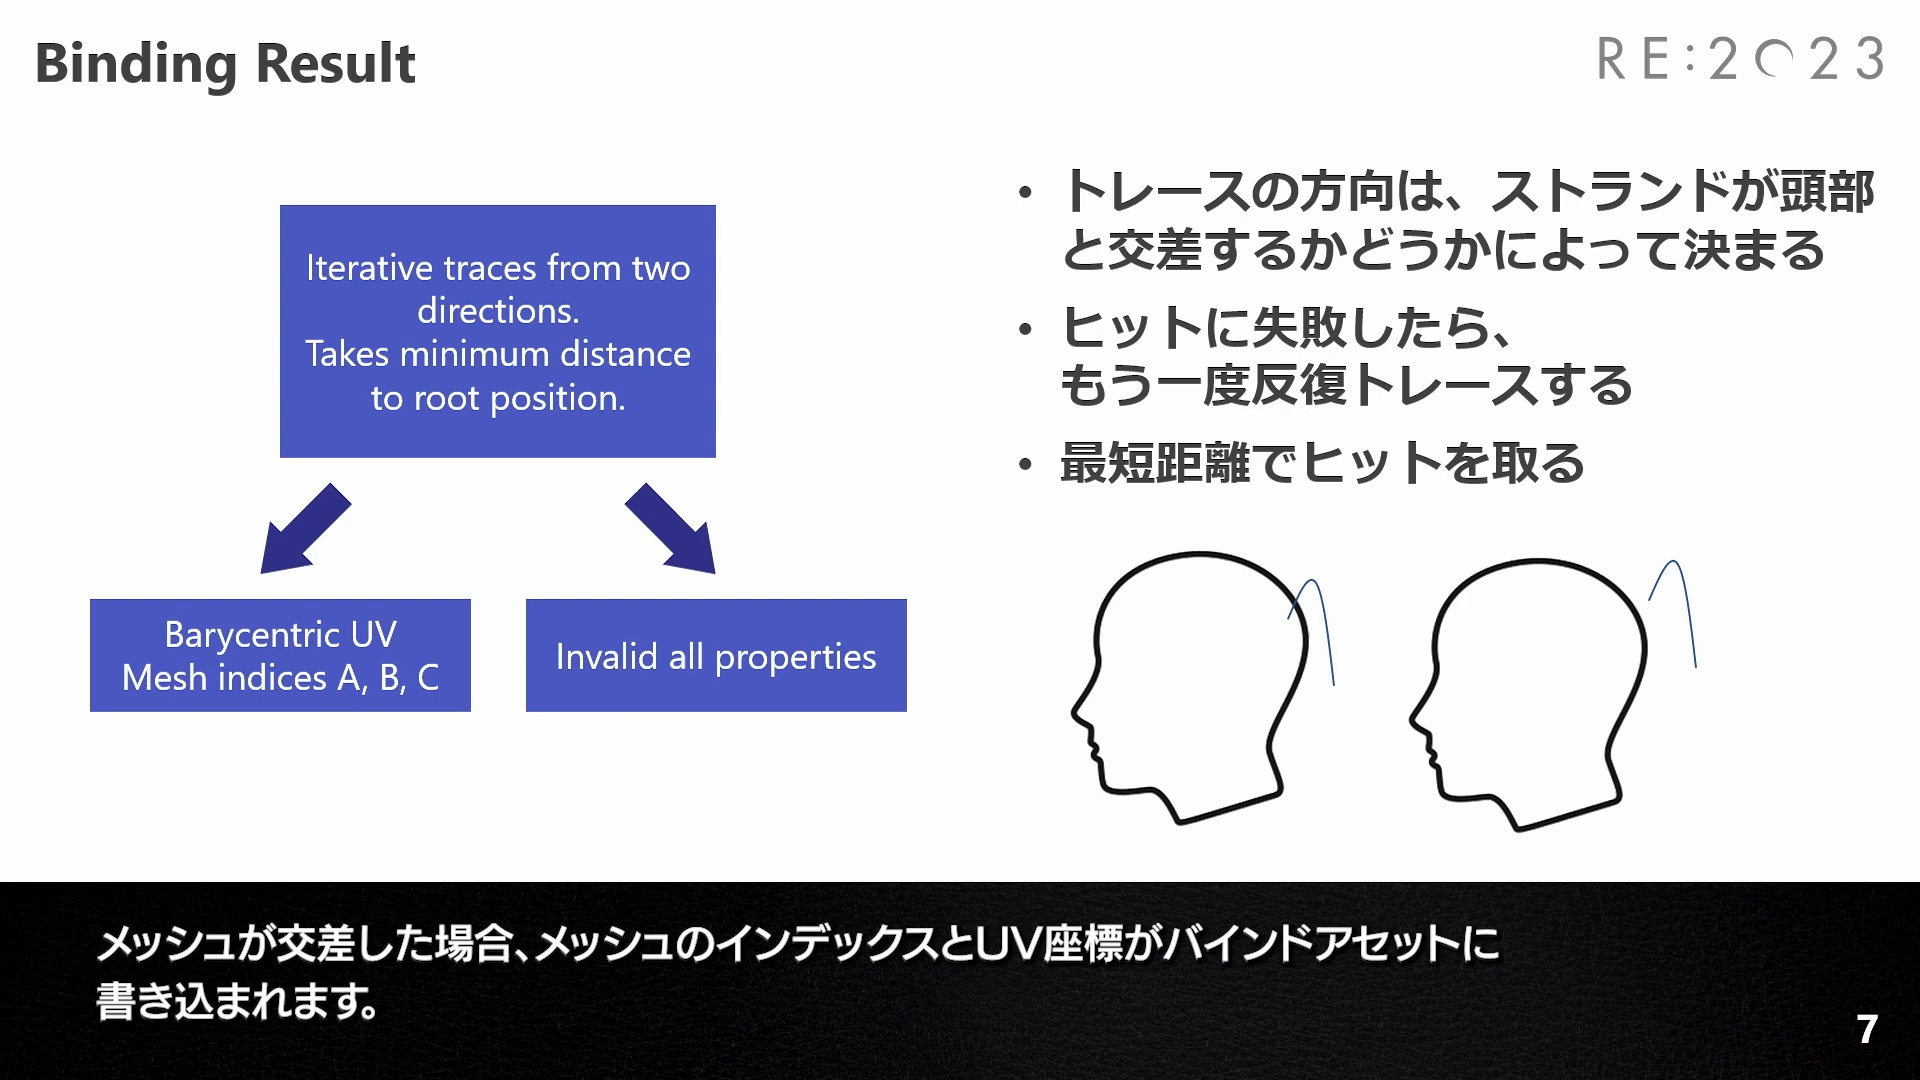 Binding Result
RE:2023
Iterative traces from two
directions.
Takes minimum distance
to root position.
Barycentric UV
Mesh indices A, B, C
Invalid all properties
• トレースの方向は、ストランドが頭部
と交差するかどうかによって決まる
• ヒットに失敗したら、
もう一度反復トレースする
• 最短距離でヒットを取る
メッシュが交差した場合、メッシュのインデックスとUV座標がバインドアセットに
書き込まれます。
7